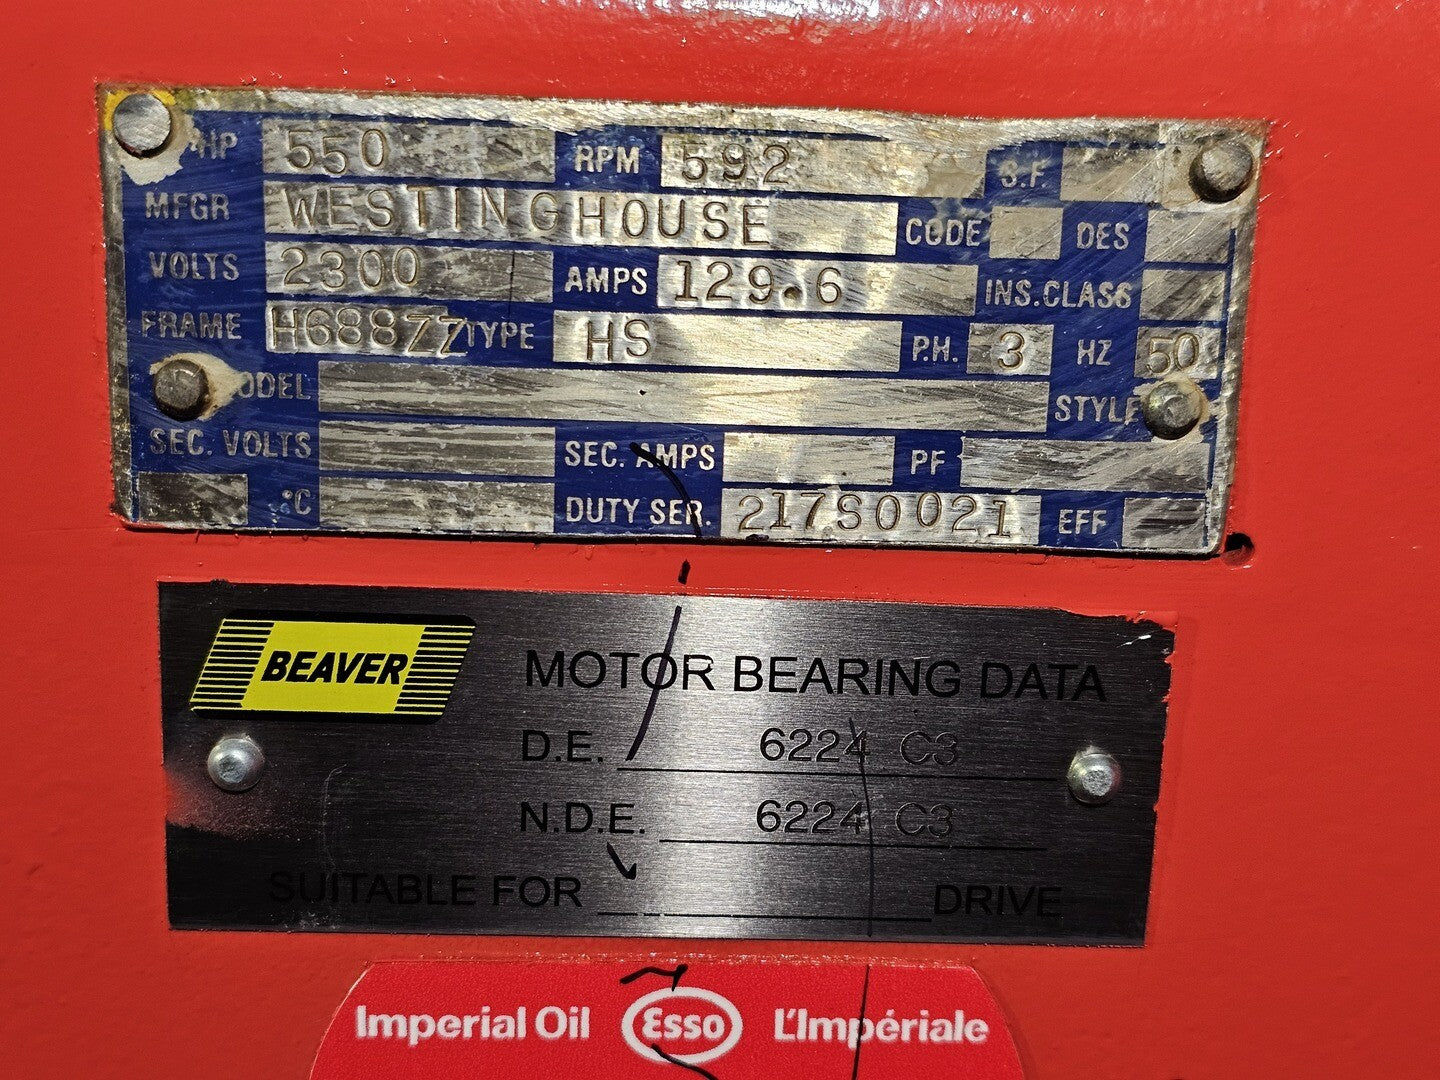 HP 550 RPM 592 S.F.
MFGR WESTINGHOUSE CODE DES
VOLTS 2300 AMPS 129.6 INS.CLASS
FRAME H688ZZ TYPE HS P.H. 3 HZ 50
ODEL STYLE
SEC. VOLTS SEC. AMPS PF
°C DUTY SER. 217S0021 EFF
BEAVER MOTOR BEARING DATA
D.E. 6224 C3
N.D.E. 6224 C3
SUITABLE FOR DRIVE
Imperial Oil Esso L'Impériale